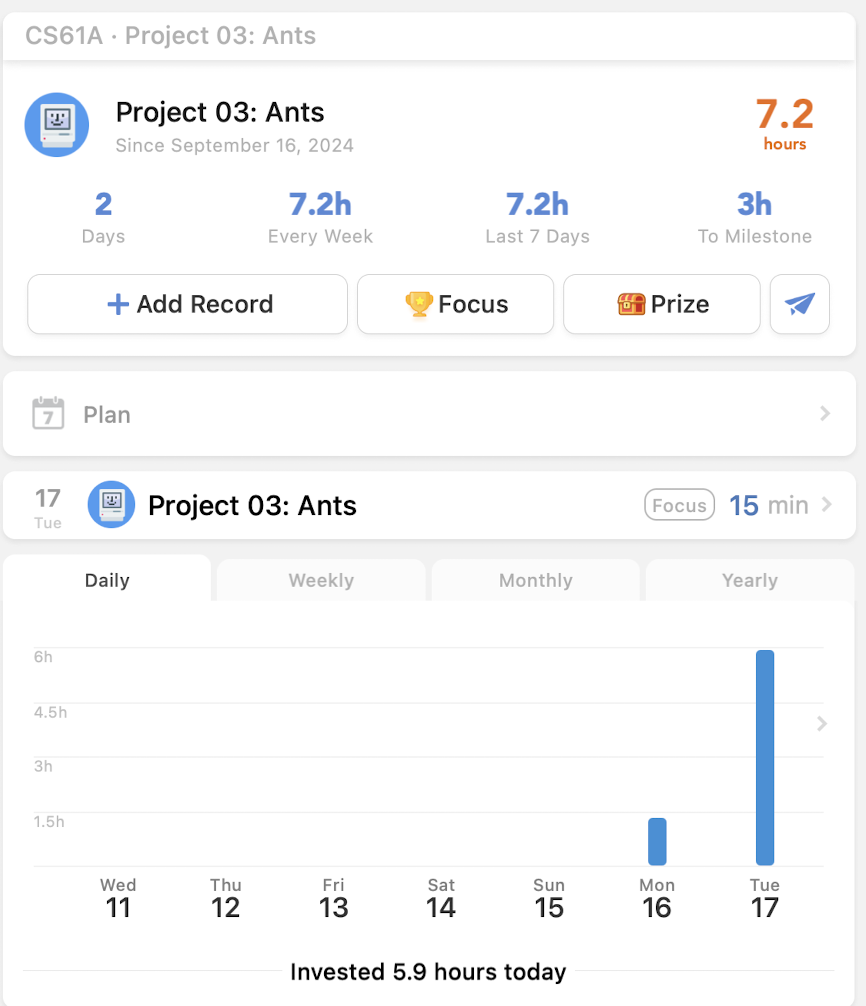 CS61A · Project 03: Ants
Project 03: Ants
Since September 16, 2024
7.2
hours
2
Days
7.2h
Every Week
7.2h
Last 7 Days
3h
To Milestone
Add Record
Focus
Prize
7
Plan
17
Tue
Project 03: Ants
Focus
15 min
Daily
Weekly
Monthly
Yearly
6h
4.5h
3h
1.5h
Wed Thu Fri Sat Sun Mon Tue
11 12 13 14 15 16 17
Invested 5.9 hours today